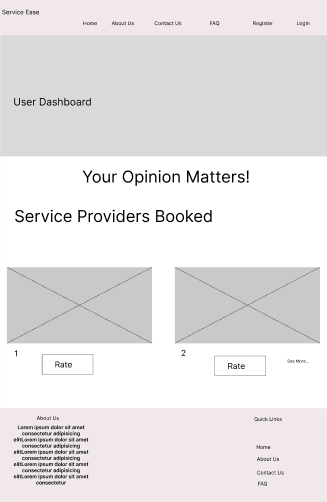 Service Ease
Home About Us Contact Us FAQ Register Login
User Dashboard
Your Opinion Matters!
Service Providers Booked
1
Rate
2
Rate
See More...
About Us
Lorem ipsum dolor sit amet
consectetur adipisicing
elitLorem ipsum dolor sit amet
consectetur adipisicing
elitLorem ipsum dolor sit amet
consectetur adipisicing
elitLorem ipsum dolor sit amet
consectetur adipisicing
elitLorem ipsum dolor sit amet
consectetur
Quick Links
Home
About Us
Contact Us
FAQ